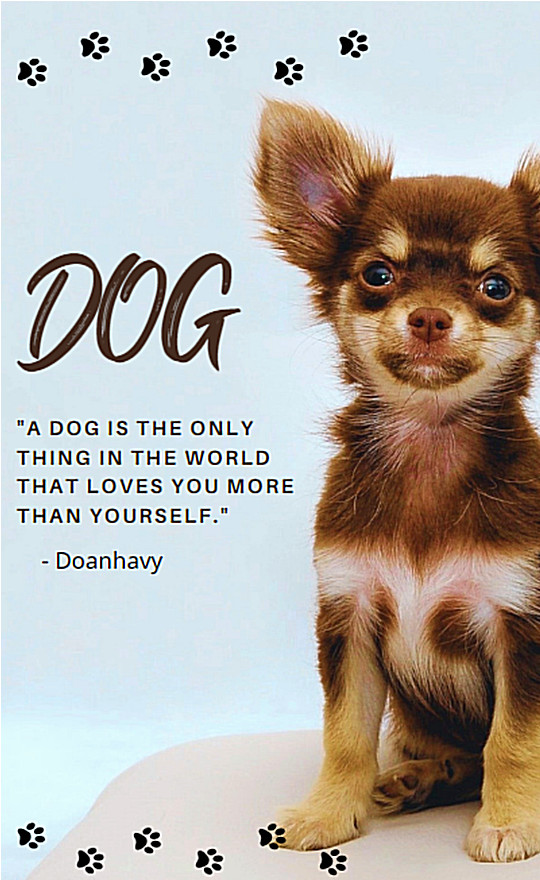 DOG
"A DOG IS THE ONLY
THING IN THE WORLD
THAT LOVES YOU MORE
THAN YOURSELF."
- Doanhavy